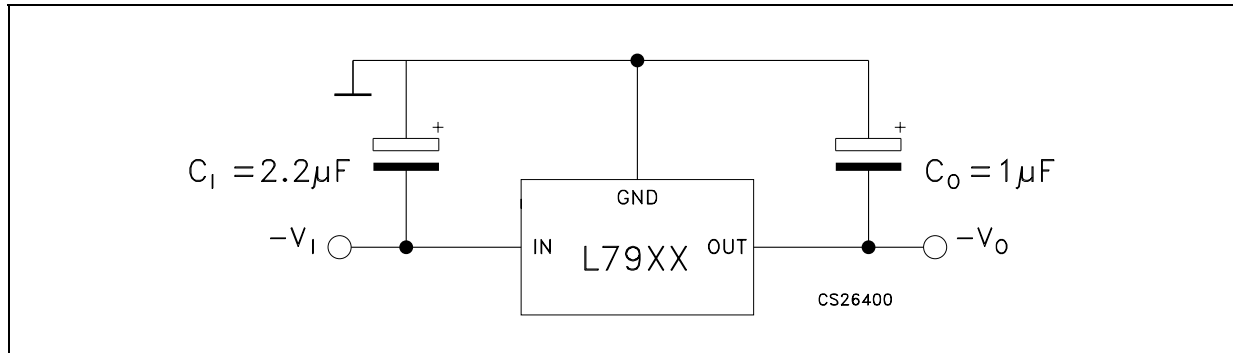 +
+
C_I = 2.2µF
C_O = 1µF
GND
-V_I
IN
L79XX
OUT
-V_O
CS26400